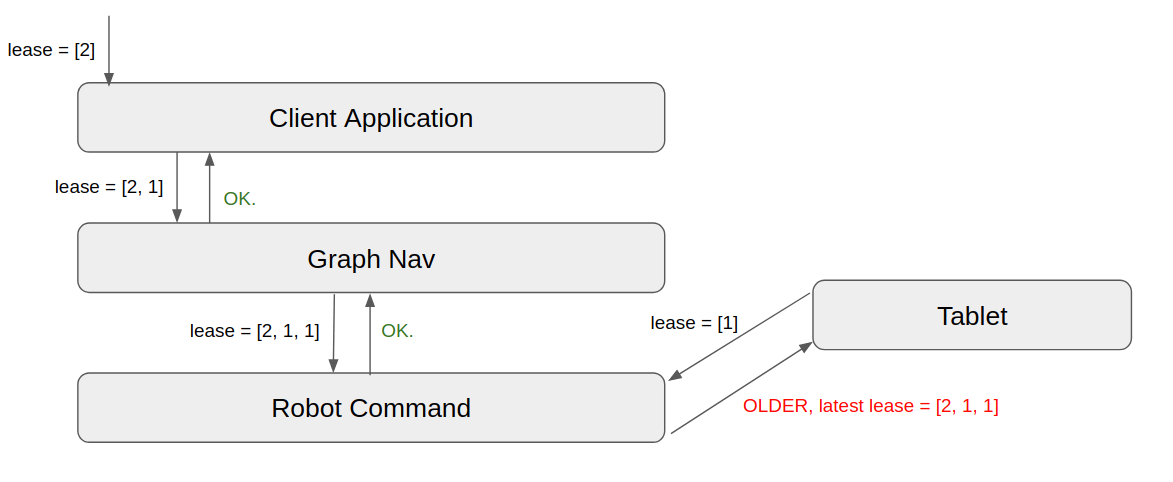 lease = [2]
Client Application
lease = [2, 1]
OK.
Graph Nav
lease = [2, 1, 1]
OK.
lease = [1]
Tablet
Robot Command
OLDER, latest lease = [2, 1, 1]